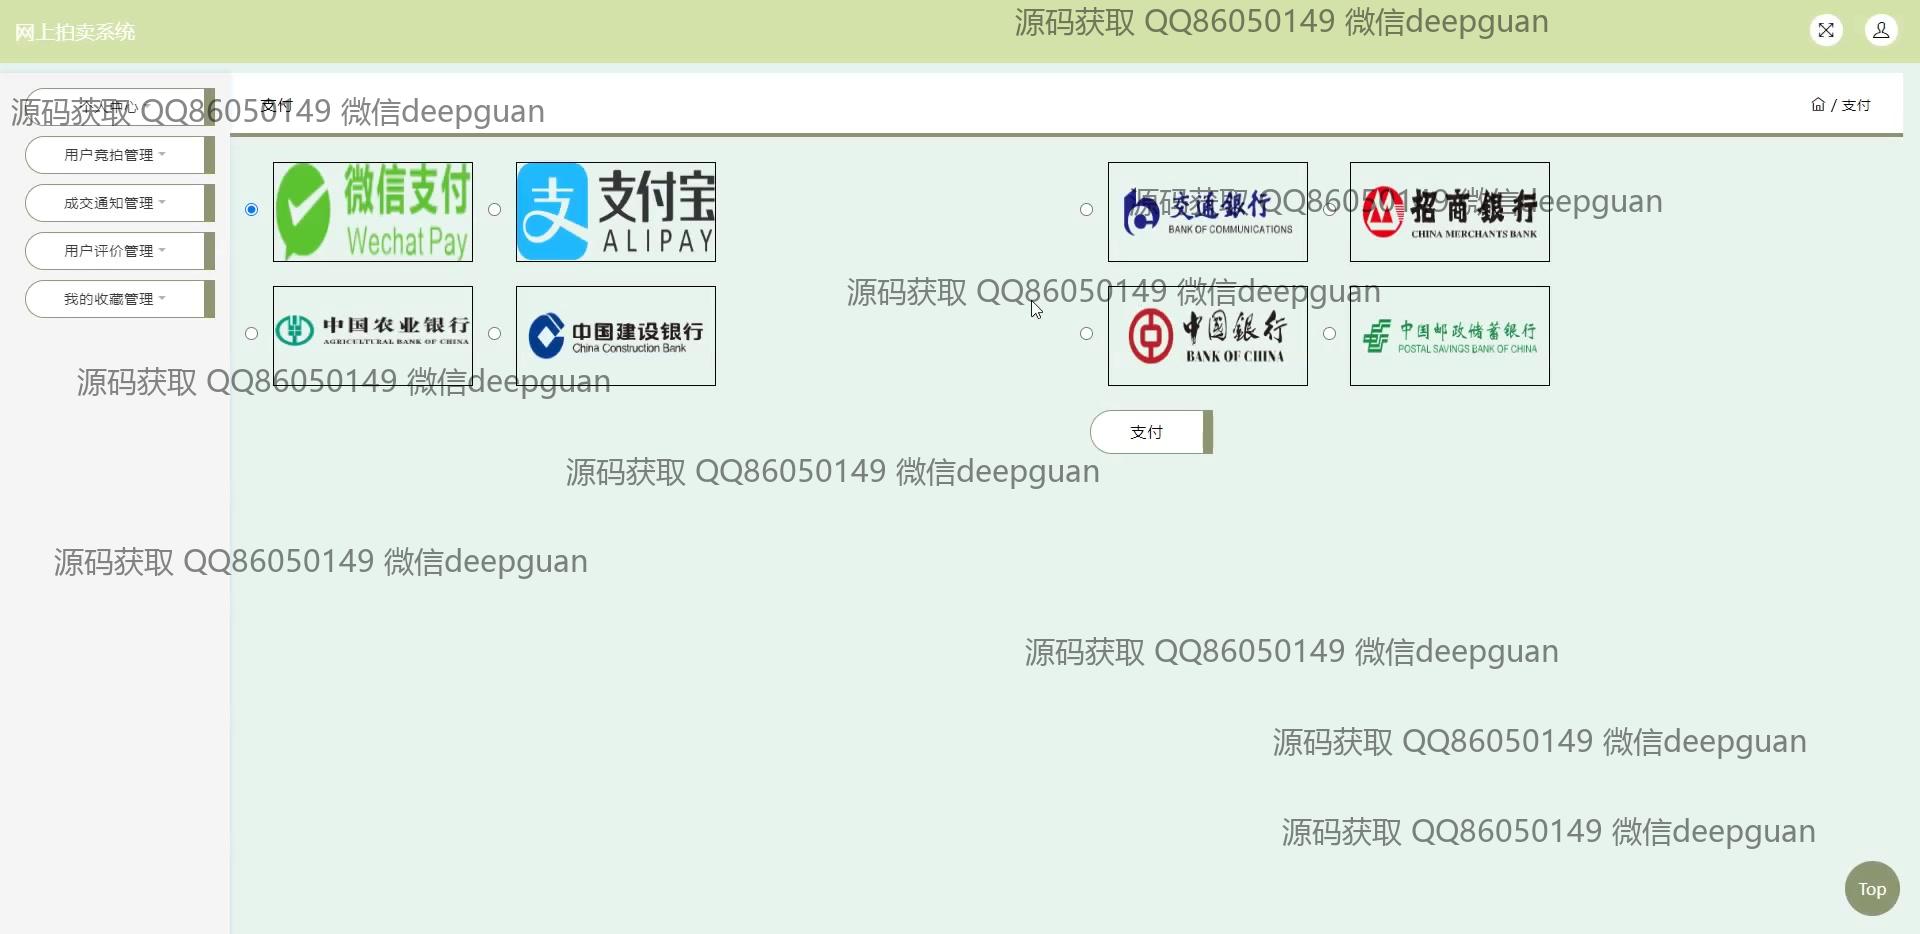 网上拍卖系统
源码获取 QQ86050149 微信deepguan
个人中心
源码获取 QQ86050149 微信deepguan
支付
/ 支付
用户竞拍管理
成交通知管理
用户评价管理
我的收藏管理
微信支付
Wechat Pay
支付宝
ALIPAY
交通銀行
BANK OF COMMUNICATIONS
招商銀行
CHINA MERCHANTS BANK
源码获取 QQ86050149 微信deepguan
源码获取 QQ86050149 微信deepguan
中国农业银行
AGRICULTURAL BANK OF CHINA
中国建设银行
China Construction Bank
中國銀行
BANK OF CHINA
中国邮政储蓄银行
POSTAL SAVINGS BANK OF CHINA
源码获取 QQ86050149 微信deepguan
支付
源码获取 QQ86050149 微信deepguan
源码获取 QQ86050149 微信deepguan
源码获取 QQ86050149 微信deepguan
源码获取 QQ86050149 微信deepguan
源码获取 QQ86050149 微信deepguan
Top